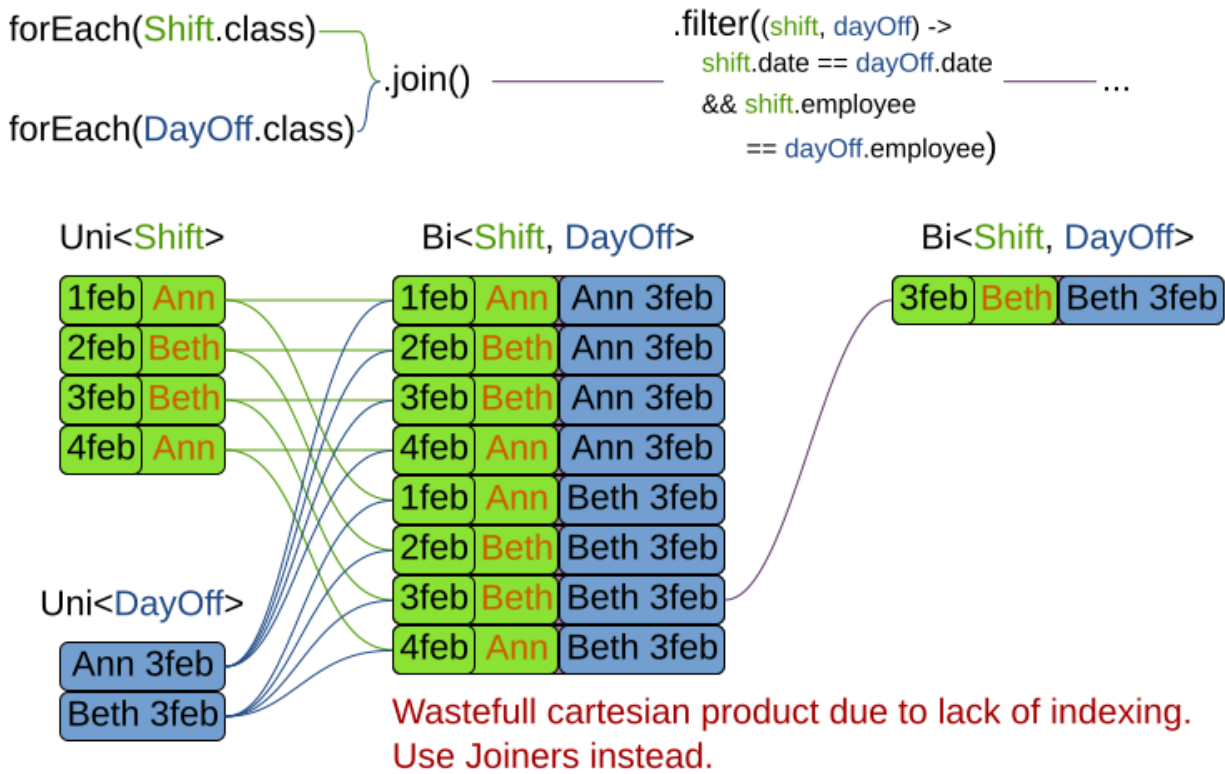 forEach(Shift.class)
forEach(DayOff.class)
.join()
.filter((shift, dayOff) ->
shift.date == dayOff.date
&& shift.employee
== dayOff.employee)
...
Uni<Shift>
1feb Ann
2feb Beth
3feb Beth
4feb Ann
Uni<DayOff>
Ann 3feb
Beth 3feb
Bi<Shift, DayOff>
1feb Ann Ann 3feb
2feb Beth Ann 3feb
3feb Beth Ann 3feb
4feb Ann Ann 3feb
1feb Ann Beth 3feb
2feb Beth Beth 3feb
3feb Beth Beth 3feb
4feb Ann Beth 3feb
Bi<Shift, DayOff>
3feb Beth Beth 3feb
Wastefull cartesian product due to lack of indexing.
Use Joiners instead.